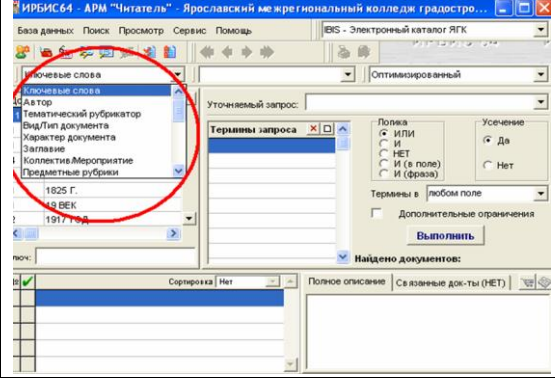 ИРБИС64 - АРМ "Читатель" - Ярославский межрегиональный колледж градостро...
База данных Поиск Просмотр Сервис Помощь
IBIS - Электронный каталог ЯГК
Ключевые слова
Оптимизированный
Ключевые слова
Автор
Тематический рубрикатор
Вид/Тип документа
Характер документа
Заглавие
Коллектив/Мероприятие
Предметные рубрики
1825 Г.
19 ВЕК
1917 ГОД
Уточняемый запрос:
Термины запроса
Логика
ИЛИ
И
НЕТ
И (в поле)
И (фраза)
Усечение
Да
Нет
Термины в любом поле
Дополнительные ограничения
Выполнить
Найдено документов:
Сортировка Нет
Полное описание Связанные док-ты (НЕТ)